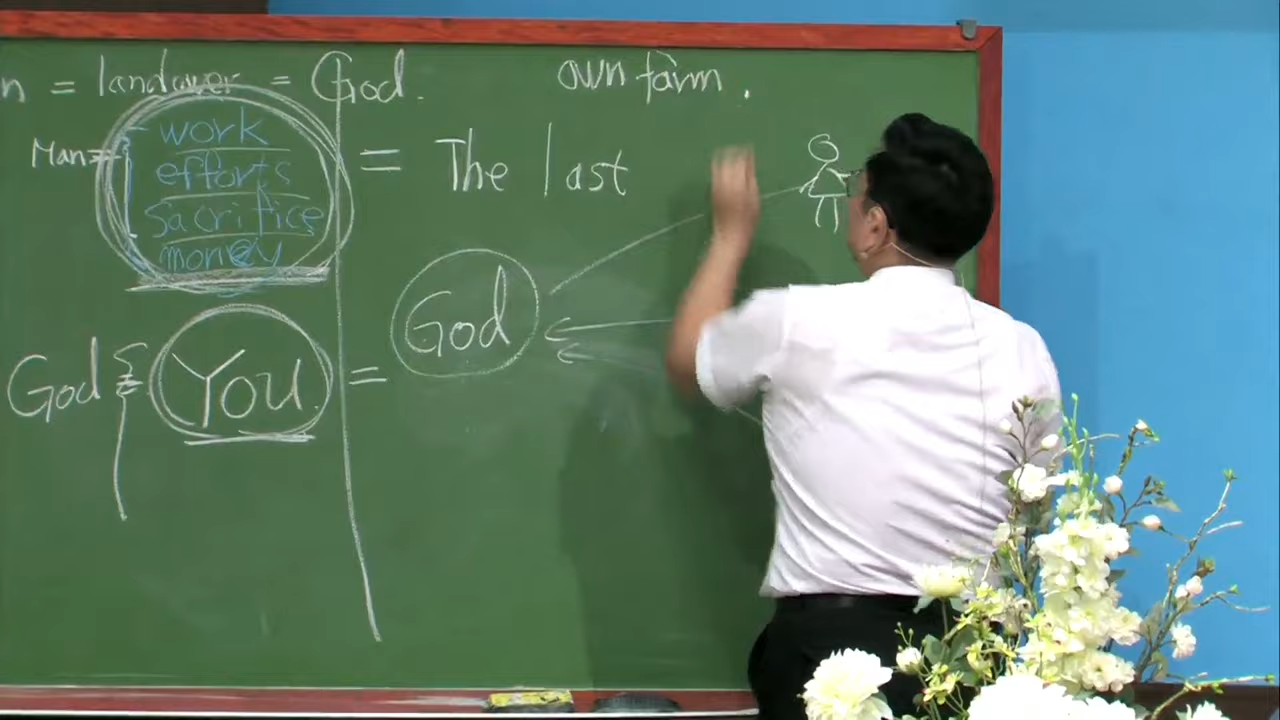 n = landowner = God. own farm.
Man = work = The last
efforts
sacrifice
money
God
God You =